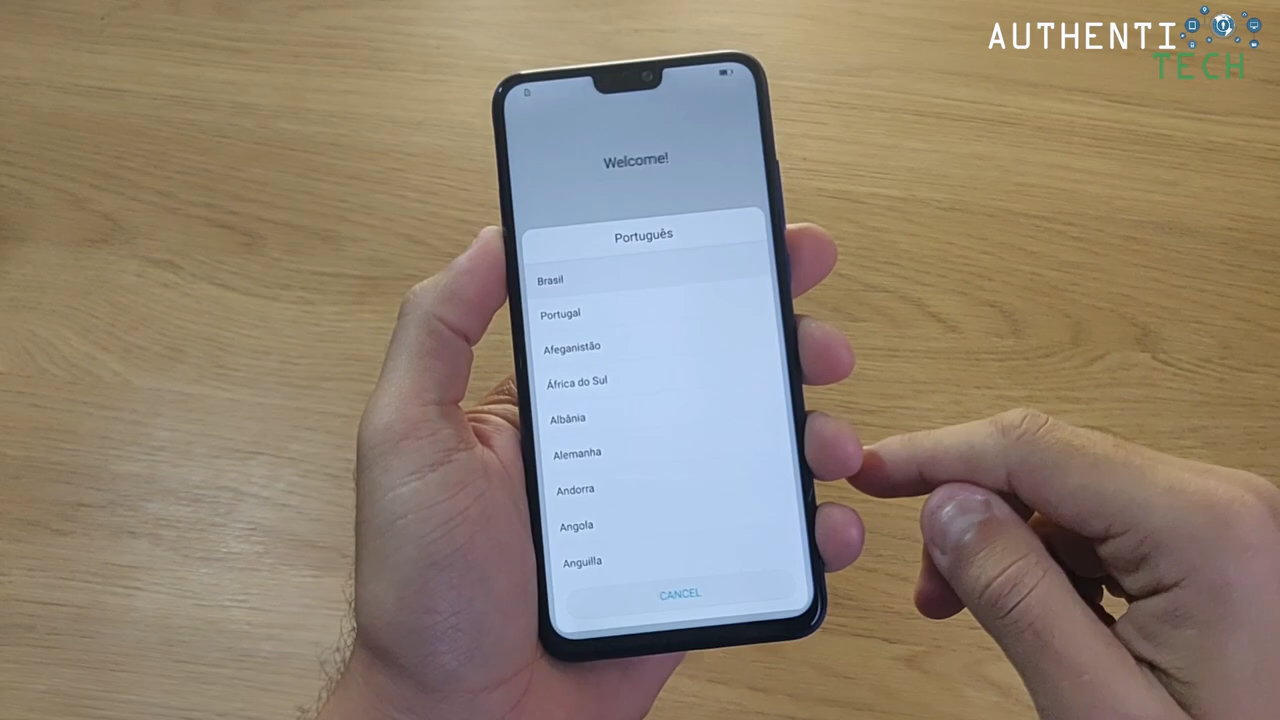 AUTHENTI
TECH
Welcome!
Português
Brasil
Portugal
Afeganistão
África do Sul
Albânia
Alemanha
Andorra
Angola
Anguilla
CANCEL